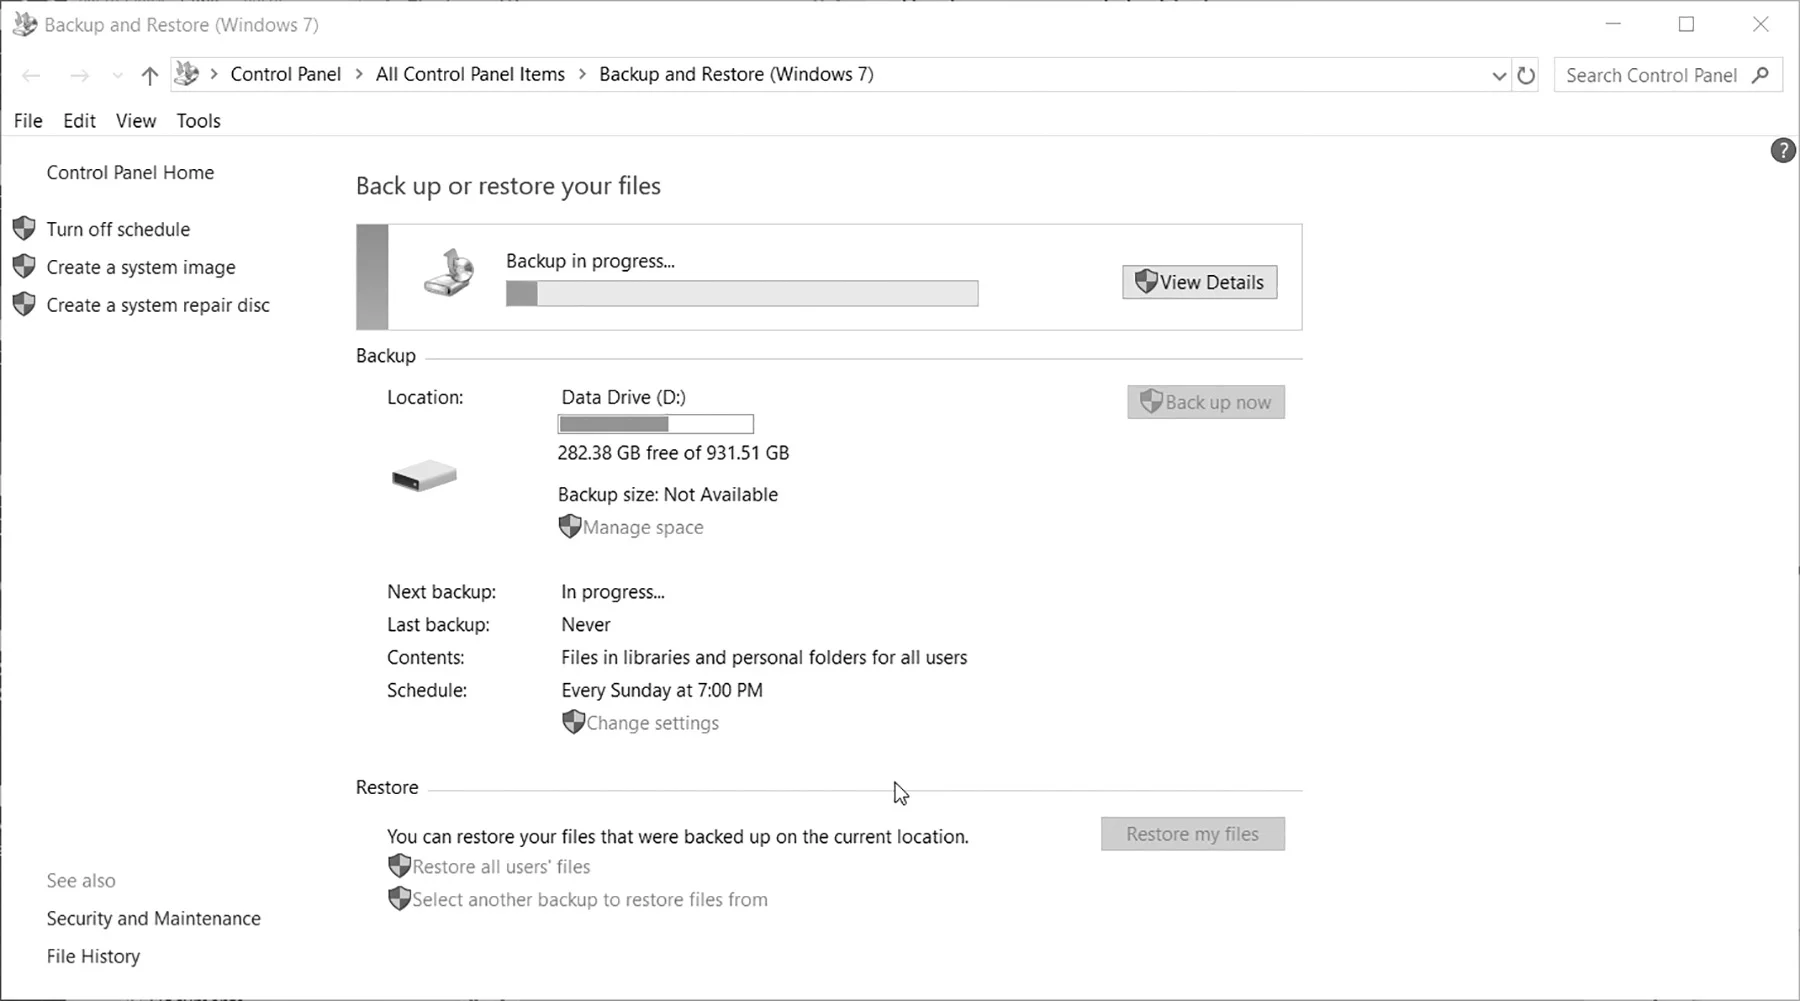 Backup and Restore (Windows 7)
Control Panel > All Control Panel Items > Backup and Restore (Windows 7)
Search Control Panel
File Edit View Tools
?
Control Panel Home
Turn off schedule
Create a system image
Create a system repair disc
Back up or restore your files
Backup in progress...
View Details
Backup
Location:
Data Drive (D:)
Back up now
282.38 GB free of 931.51 GB
Backup size: Not Available
Manage space
Next backup: In progress...
Last backup: Never
Contents: Files in libraries and personal folders for all users
Schedule: Every Sunday at 7:00 PM
Change settings
Restore
You can restore your files that were backed up on the current location.
Restore my files
Restore all users' files
Select another backup to restore files from
See also
Security and Maintenance
File History